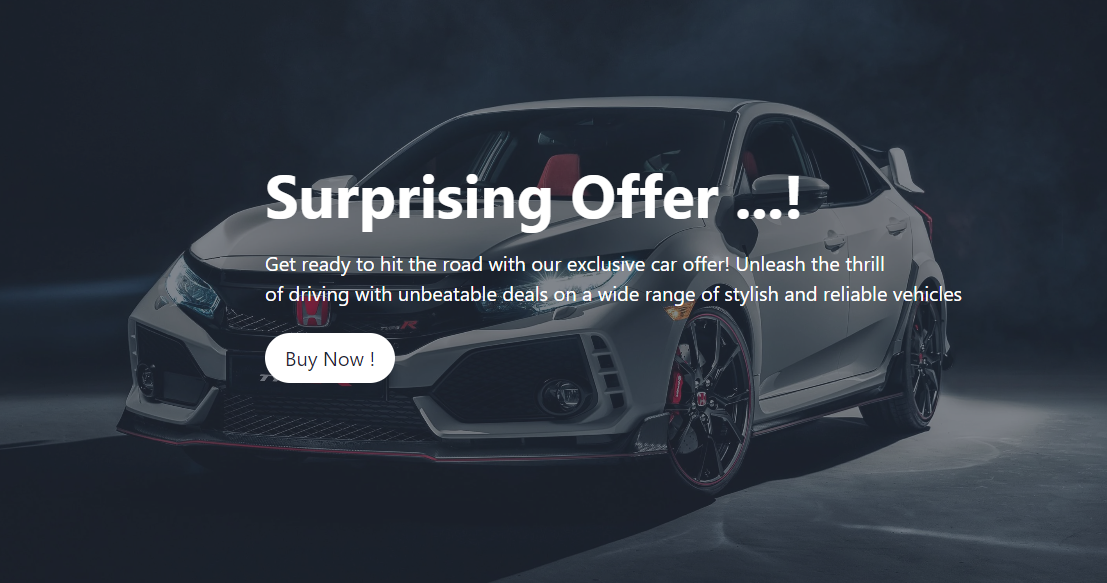 Surprising Offer ...!
Get ready to hit the road with our exclusive car offer! Unleash the thrill
of driving with unbeatable deals on a wide range of stylish and reliable vehicles
Buy Now !